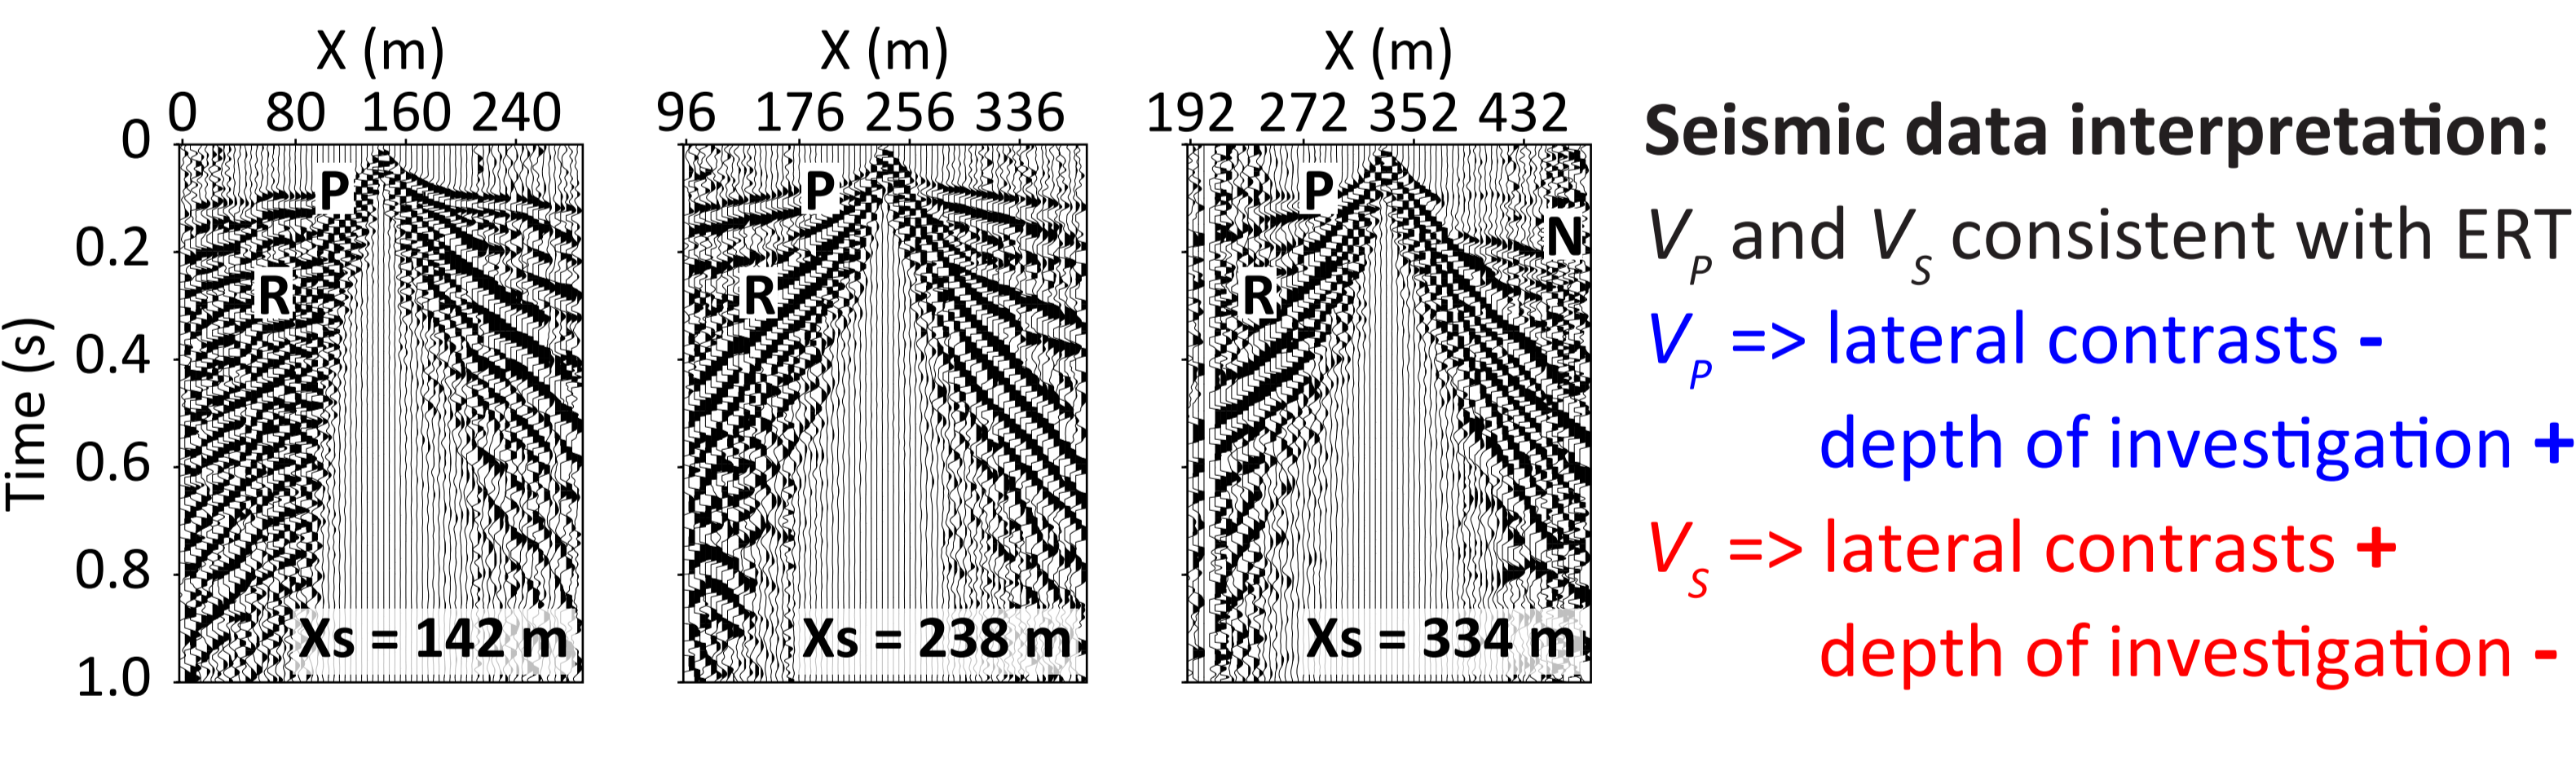 X (m)
0 80 160 240
X (m)
96 176 256 336
X (m)
192 272 352 432
Time (s)
0
0.2
0.4
0.6
0.8
1.0
P
R
Xs = 142 m
P
R
Xs = 238 m
P
N
R
Xs = 334 m
Seismic data interpretation:
V_P and V_S consistent with ERT
V_P => lateral contrasts -
depth of investigation +
V_S => lateral contrasts +
depth of investigation -